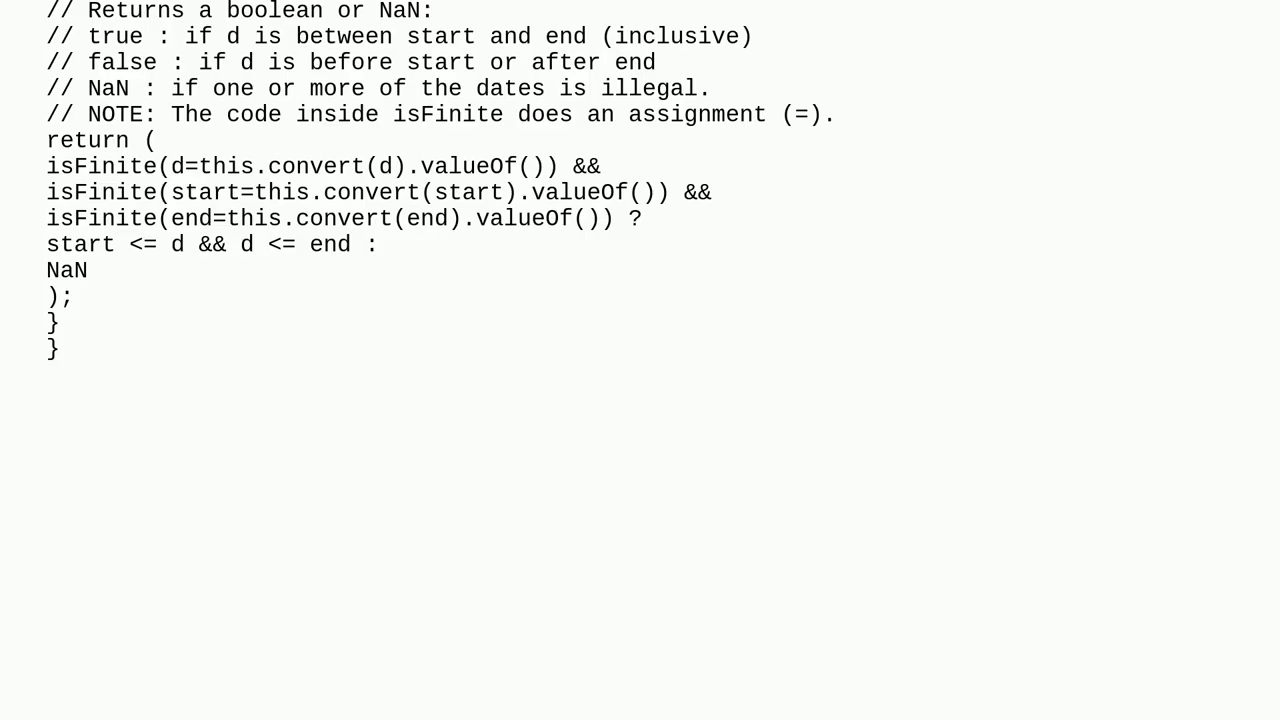 // Returns a boolean or NaN:
// true : if d is between start and end (inclusive)
// false : if d is before start or after end
// NaN : if one or more of the dates is illegal.
// NOTE: The code inside isFinite does an assignment (=).
return (
isFinite(d=this.convert(d).valueOf()) &&
isFinite(start=this.convert(start).valueOf()) &&
isFinite(end=this.convert(end).valueOf()) ?
start <= d && d <= end :
NaN
);
}
}